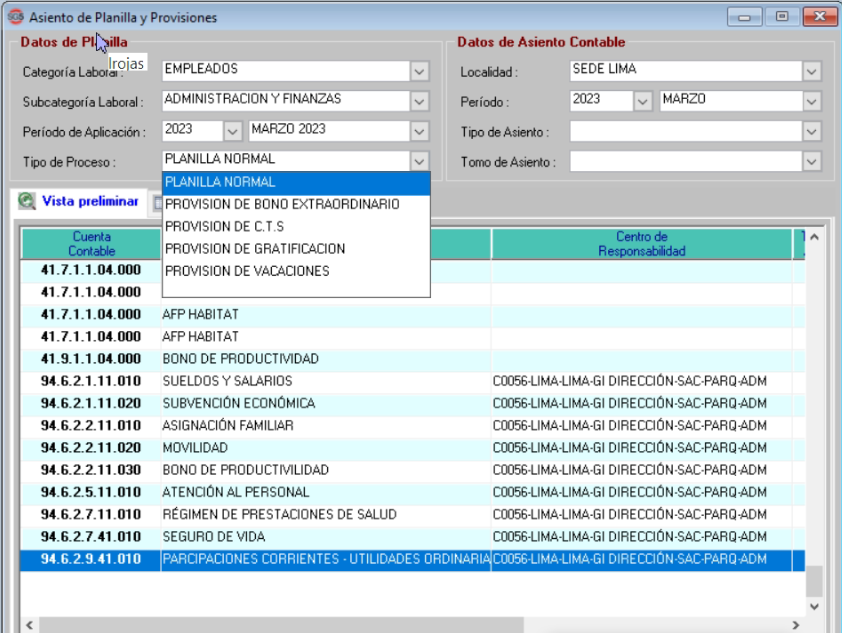 SGS Asiento de Planilla y Provisiones
Datos de Planilla
Datos de Asiento Contable
lrojas
Categoría Laboral :
EMPLEADOS
Localidad :
SEDE LIMA
Subcategoría Laboral :
ADMINISTRACION Y FINANZAS
Período :
2023
MARZO
Período de Aplicación :
2023
MARZO 2023
Tipo de Asiento :
Tipo de Proceso :
PLANILLA NORMAL
Tomo de Asiento :
PLANILLA NORMAL
PROVISION DE BONO EXTRAORDINARIO
PROVISION DE C.T.S
PROVISION DE GRATIFICACION
PROVISION DE VACACIONES
Vista preliminar
Cuenta
Contable
Centro de
Responsabilidad
41.7.1.1.04.000
41.7.1.1.04.000
41.7.1.1.04.000 AFP HABITAT
41.7.1.1.04.000 AFP HABITAT
41.9.1.1.04.000 BONO DE PRODUCTIVIDAD
94.6.2.1.11.010 SUELDOS Y SALARIOS C0056-LIMA-LIMA-GI DIRECCIÓN-SAC-PARQ-ADM
94.6.2.1.11.020 SUBVENCIÓN ECONÓMICA C0056-LIMA-LIMA-GI DIRECCIÓN-SAC-PARQ-ADM
94.6.2.2.11.010 ASIGNACIÓN FAMILIAR C0056-LIMA-LIMA-GI DIRECCIÓN-SAC-PARQ-ADM
94.6.2.2.11.020 MOVILIDAD C0056-LIMA-LIMA-GI DIRECCIÓN-SAC-PARQ-ADM
94.6.2.2.11.030 BONO DE PRODUCTIVILIDAD C0056-LIMA-LIMA-GI DIRECCIÓN-SAC-PARQ-ADM
94.6.2.5.11.010 ATENCIÓN AL PERSONAL C0056-LIMA-LIMA-GI DIRECCIÓN-SAC-PARQ-ADM
94.6.2.7.11.010 RÉGIMEN DE PRESTACIONES DE SALUD C0056-LIMA-LIMA-GI DIRECCIÓN-SAC-PARQ-ADM
94.6.2.7.41.010 SEGURO DE VIDA C0056-LIMA-LIMA-GI DIRECCIÓN-SAC-PARQ-ADM
94.6.2.9.41.010 PARCIPACIONES CORRIENTES - UTILIDADES ORDINARIA C0056-LIMA-LIMA-GI DIRECCIÓN-SAC-PARQ-ADM